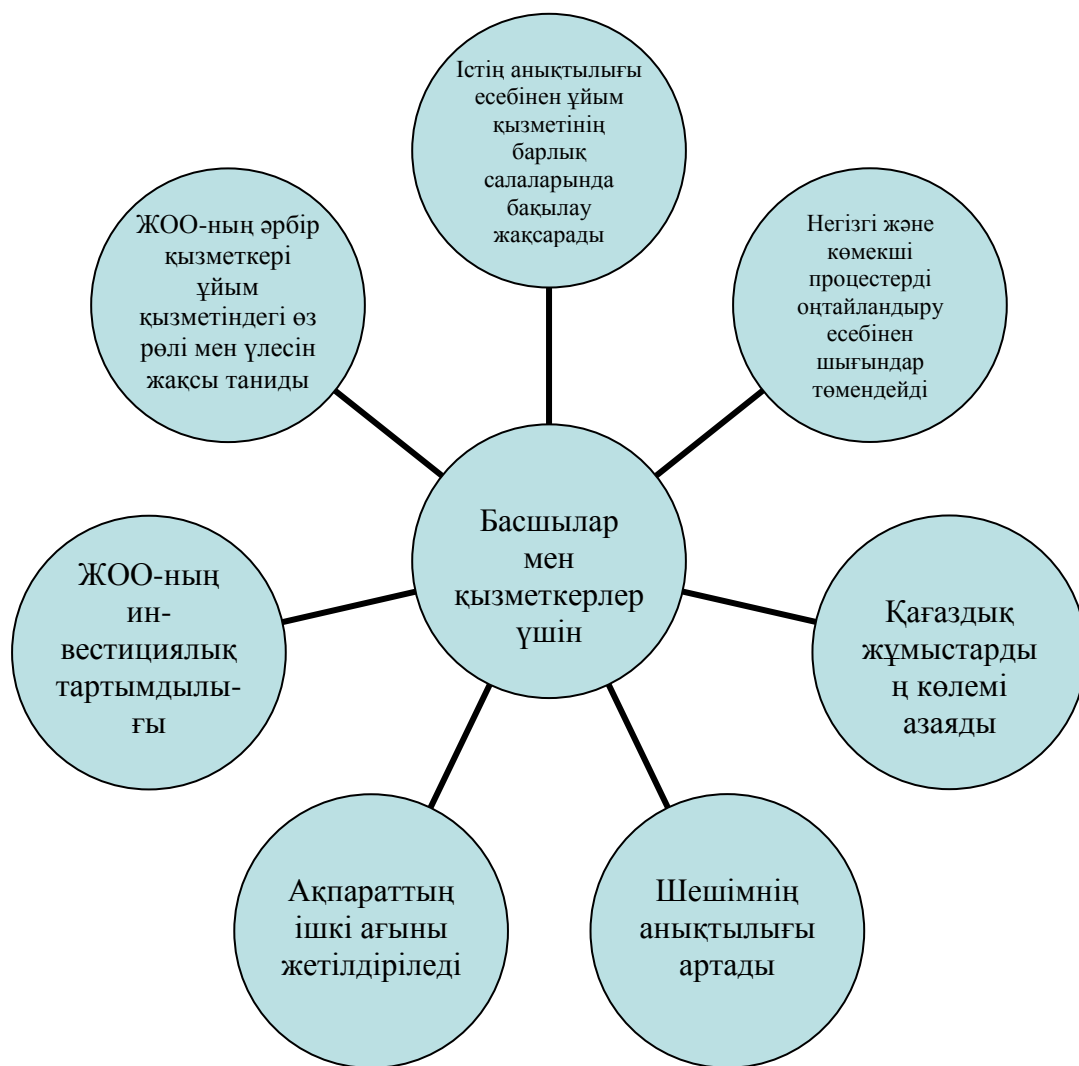 Істің анықтылығы
есебінен ұйым
қызметінің
барлық
салаларында
бақылау
жақсарады
ЖОО-ның әрбір
қызметкері
ұйым
қызметіндегі өз
рөлі мен үлесін
жақсы таниды
Негізгі және
көмекші
процестерді
оңтайландыру
есебінен
шығындар
төмендейді
Басшылар
мен
қызметкерлер
үшін
ЖОО-ның
ин-
вестициялық
тартымдылы-
ғы
Қағаздық
жұмыстарды
ң көлемі
азаяды
Ақпараттың
ішкі ағыны
жетілдіріледі
Шешімнің
анықтылығы
артады